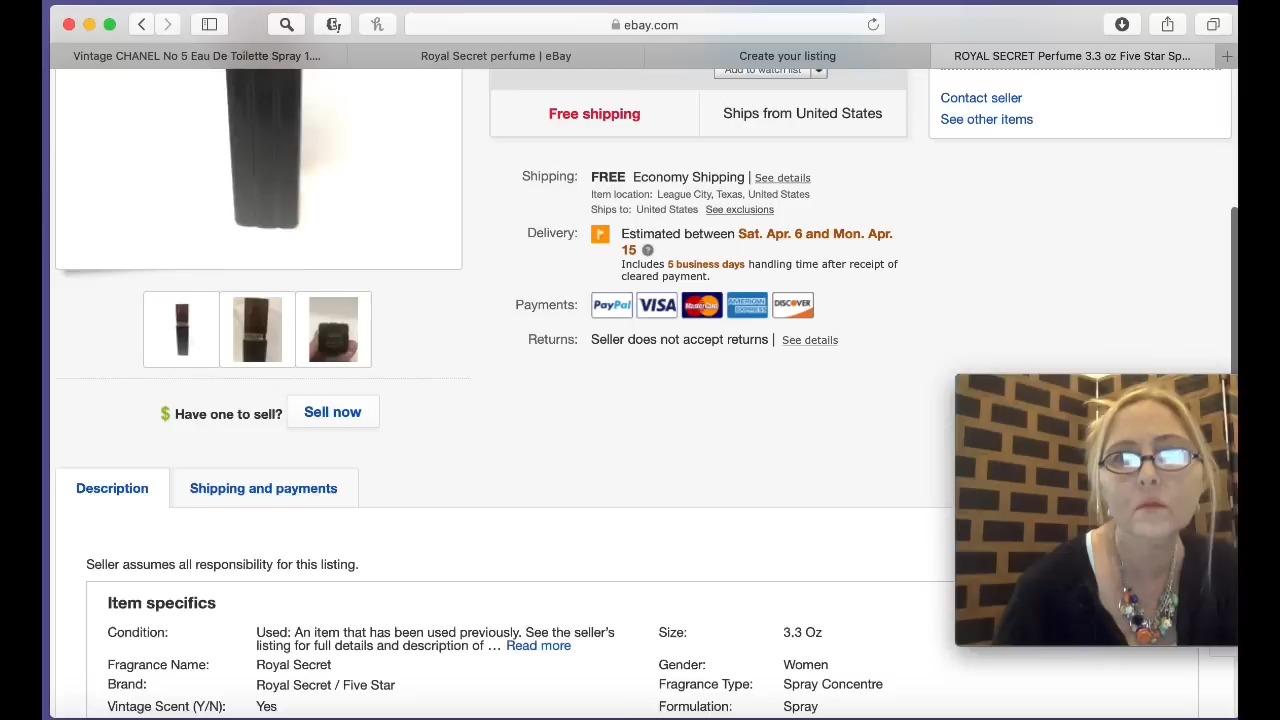 ebay.com
Vintage CHANEL No 5 Eau De Toilette Spray 1....
Royal Secret perfume | eBay
Create your listing
ROYAL SECRET Perfume 3.3 oz Five Star Sp...
Add to watch list
Contact seller
See other items
Free shipping
Ships from United States
Shipping: FREE Economy Shipping | See details
Item location: League City, Texas, United States
Ships to: United States See exclusions
Delivery: Estimated between Sat. Apr. 6 and Mon. Apr.
15
Includes 5 business days handling time after receipt of
cleared payment.
Payments: PayPal VISA MasterCard AMERICAN EXPRESS DISCOVER
Returns: Seller does not accept returns | See details
$ Have one to sell? Sell now
Description
Shipping and payments
Seller assumes all responsibility for this listing.
Item specifics
Condition: Used: An item that has been used previously. See the seller's
listing for full details and description of ... Read more
Size: 3.3 Oz
Fragrance Name: Royal Secret
Gender: Women
Brand: Royal Secret / Five Star
Fragrance Type: Spray Concentre
Vintage Scent (Y/N): Yes
Formulation: Spray